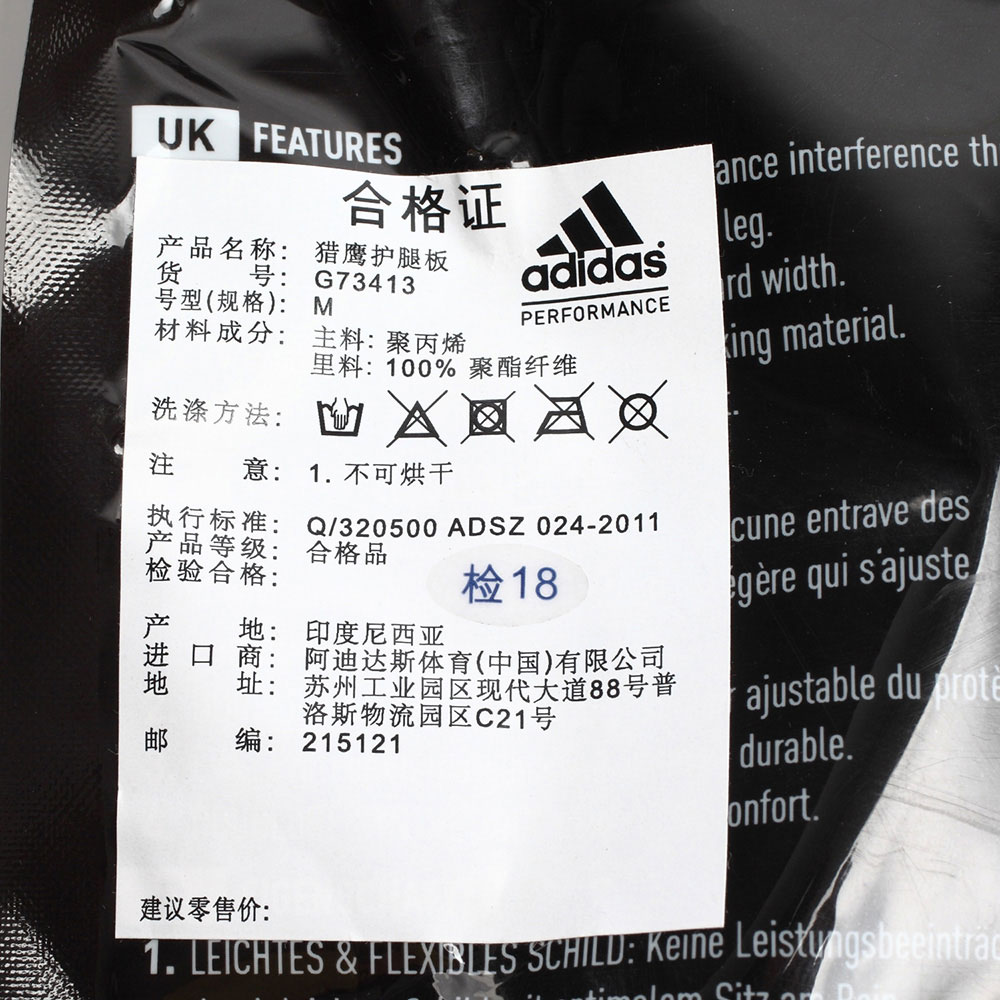 UK FEATURES
合格证
adidas
PERFORMANCE
产品名称: 猎鹰护腿板
货 号: G73413
号型(规格): M
材料成分: 主料: 聚丙烯
里料: 100% 聚酯纤维
洗涤方法:
注 意: 1. 不可烘干
执行标准: Q/320500 ADSZ 024-2011
产品等级: 合格品
检验合格: 检18
产 地: 印度尼西亚
进 口 商: 阿迪达斯体育(中国)有限公司
地 址: 苏州工业园区现代大道88号普
洛斯物流园区C21号
邮 编: 215121
建议零售价:
ance interference th
leg.
rd width.
king material.
cune entrave des
égère qui s'ajuste
r ajustable du proté
durable.
onfort.
1. LEICHTES & FLEXIBLES SCHILD: Keine Leistungsbeeinträc
optimalem Sitz am Bein